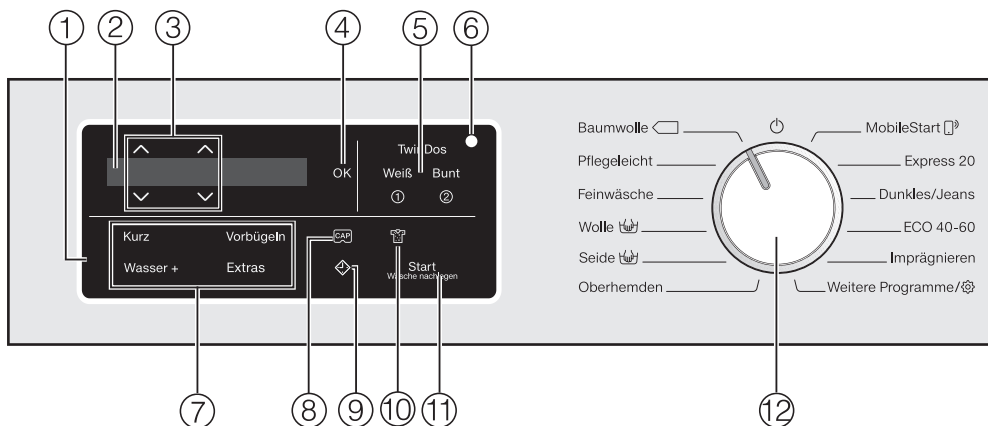 ① ② ③ ④ ⑤ ⑥
TwinDos
OK Weiß Bunt
① ②
Kurz Vorbügeln CAP
Wasser + Extras Start
Wäsche nachlegen
Baumwolle MobileStart
Pflegeleicht Express 20
Feinwäsche Dunkles/Jeans
Wolle ECO 40-60
Seide Imprägnieren
Oberhemden Weitere Programme/
⑦ ⑧ ⑨ ⑩ ⑪ ⑫